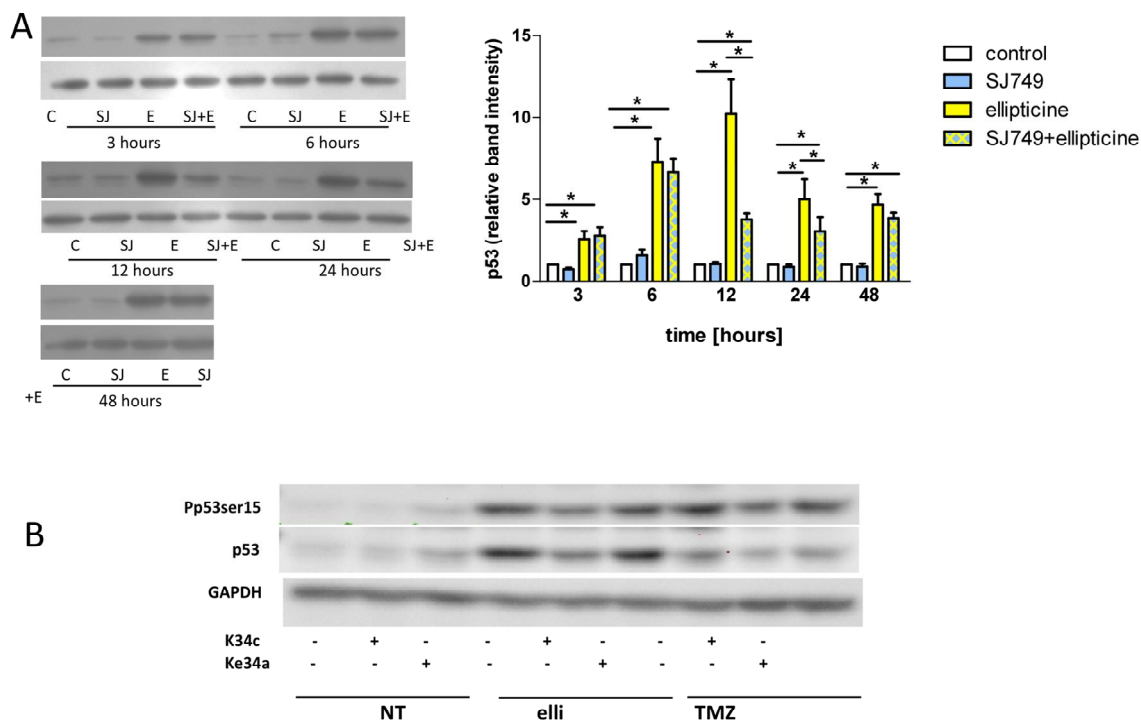 A
C SJ E SJ+E C SJ E SJ+E
3 hours 6 hours
C SJ E SJ+E C SJ E SJ+E
12 hours 24 hours
C SJ E SJ
+E 48 hours
p53 (relative band intensity)
15
10
5
0
* * * * * * * * * * * *
3 6 12 24 48
time [hours]
control
SJ749
ellipticine
SJ749+ellipticine
B
Pp53ser15
p53
GAPDH
K34c - + - - + - - + -
Ke34a - - + - - + - - +
NT elli TMZ